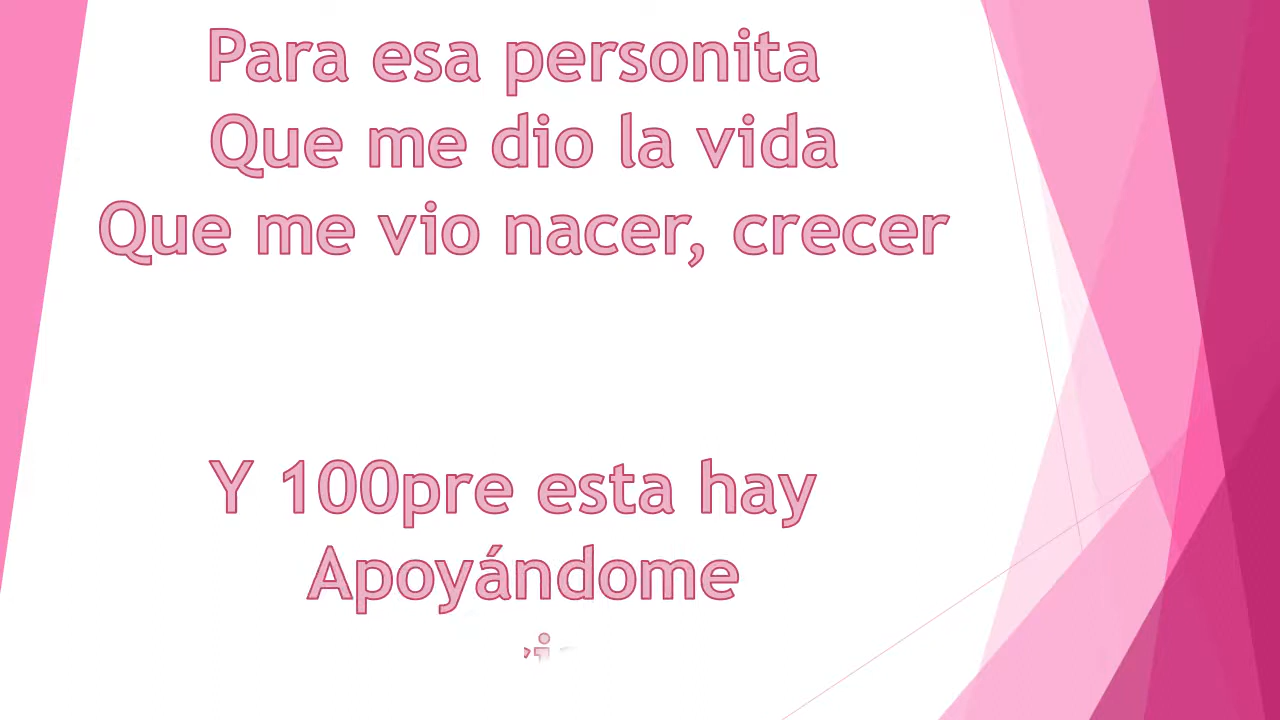 Para esa personita
Que me dio la vida
Que me vio nacer, crecer
Y 100pre esta hay
Apoyándome